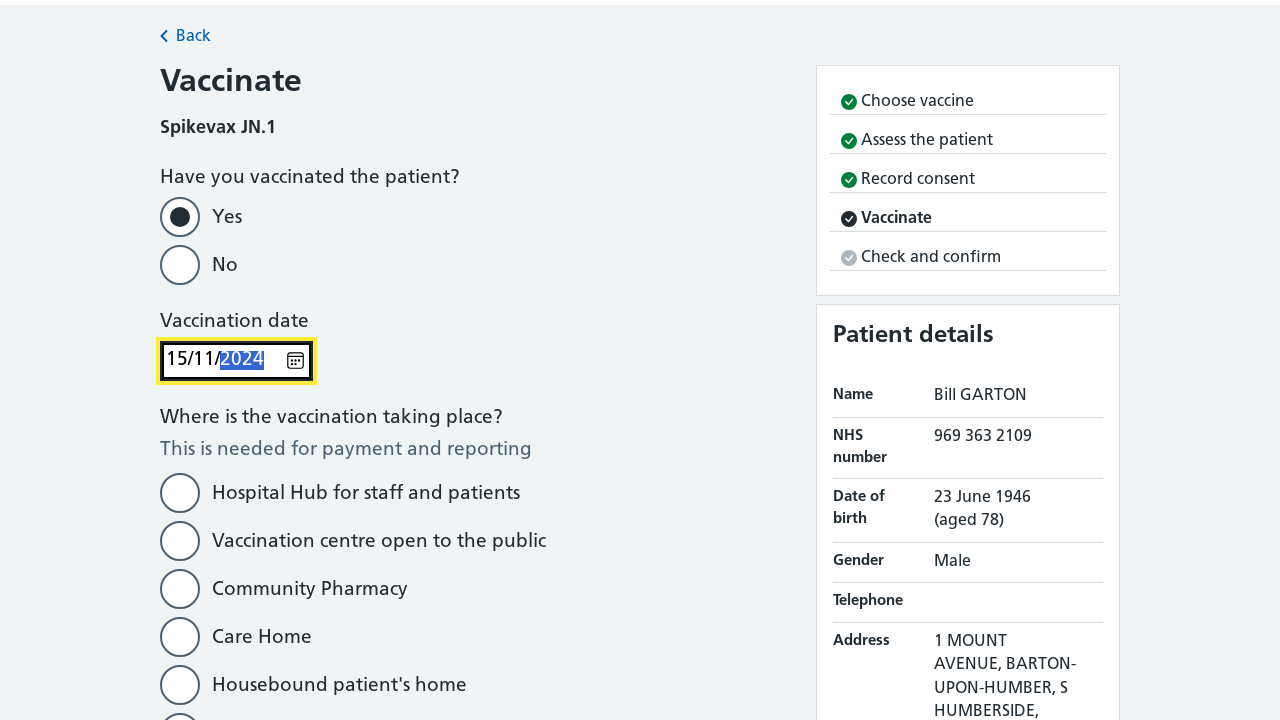 Back
Vaccinate
Spikevax JN.1
Have you vaccinated the patient?
Yes
No
Vaccination date
15/11/2024
Where is the vaccination taking place?
This is needed for payment and reporting
Hospital Hub for staff and patients
Vaccination centre open to the public
Community Pharmacy
Care Home
Housebound patient's home
Choose vaccine
Assess the patient
Record consent
Vaccinate
Check and confirm
Patient details
Name Bill GARTON
NHS number 969 363 2109
Date of birth 23 June 1946
(aged 78)
Gender Male
Telephone
Address 1 MOUNT
AVENUE, BARTON-
UPON-HUMBER, S
HUMBERSIDE,